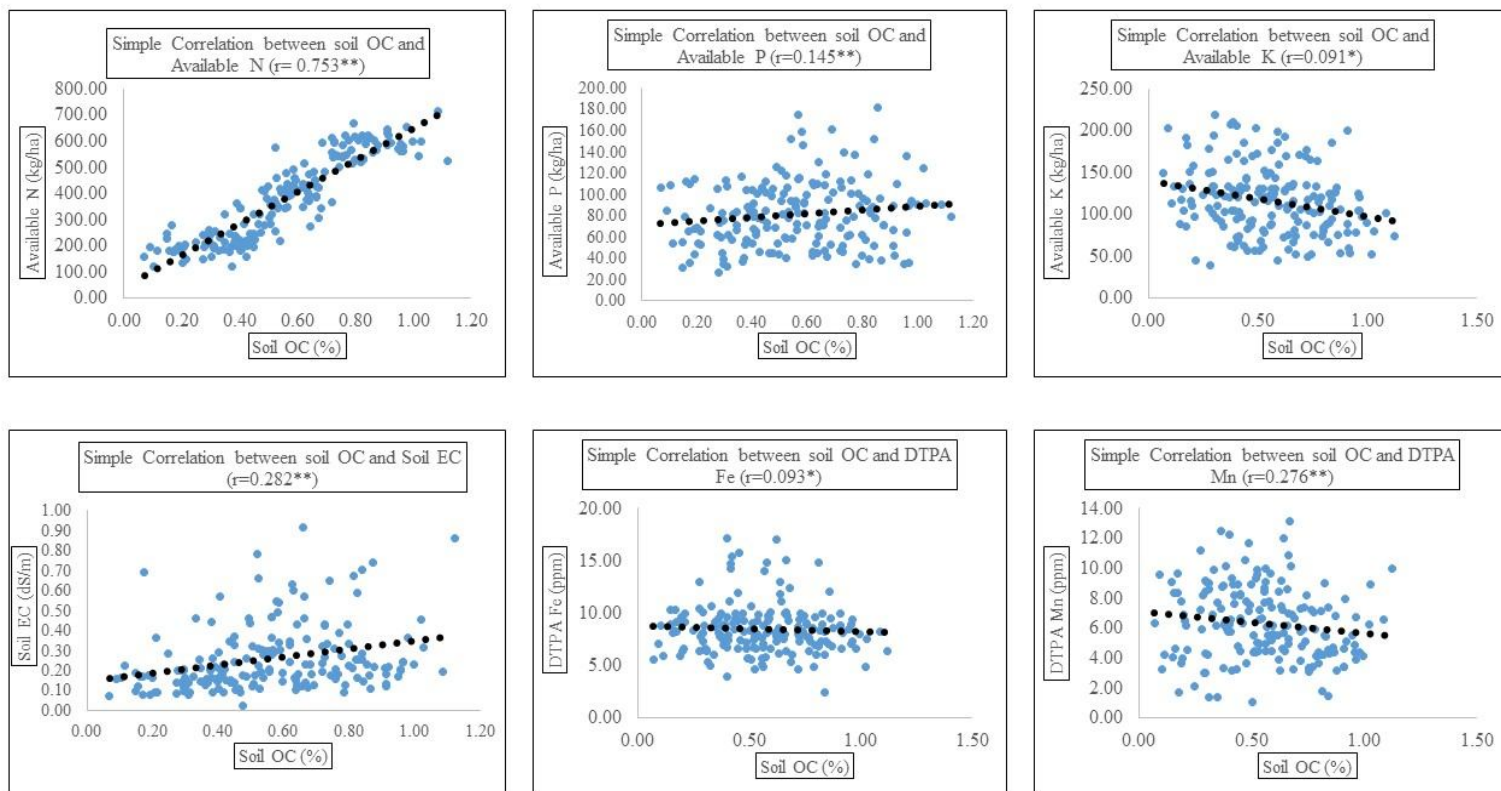 Simple Correlation between soil OC and
Available N (r= 0.753**)
800.00
700.00
600.00
500.00
400.00
300.00
200.00
100.00
0.00
Available N (kg/ha)
0.00 0.20 0.40 0.60 0.80 1.00 1.20
Soil OC (%)
Simple Correlation between soil OC and
Available P (r=0.145**)
200.00
180.00
160.00
140.00
120.00
100.00
80.00
60.00
40.00
20.00
0.00
Available P (kg/ha)
0.00 0.20 0.40 0.60 0.80 1.00 1.20
Soil OC (%)
Simple Correlation between soil OC and
Available K (r=0.091*)
250.00
200.00
150.00
100.00
50.00
0.00
Available K (kg/ha)
0.00 0.50 1.00 1.50
Soil OC (%)
Simple Correlation between soil OC and Soil EC
(r=0.282**)
1.00
0.90
0.80
0.70
0.60
0.50
0.40
0.30
0.20
0.10
0.00
Soil EC (dS/m)
0.00 0.20 0.40 0.60 0.80 1.00 1.20
Soil OC (%)
Simple Correlation between soil OC and DTPA
Fe (r=0.093*)
20.00
15.00
10.00
5.00
0.00
DTPA Fe (ppm)
0.00 0.50 1.00 1.50
Soil OC (%)
Simple Correlation between soil OC and DTPA
Mn (r=0.276**)
14.00
12.00
10.00
8.00
6.00
4.00
2.00
0.00
DTPA Mn (ppm)
0.00 0.50 1.00 1.50
Soil OC (%)